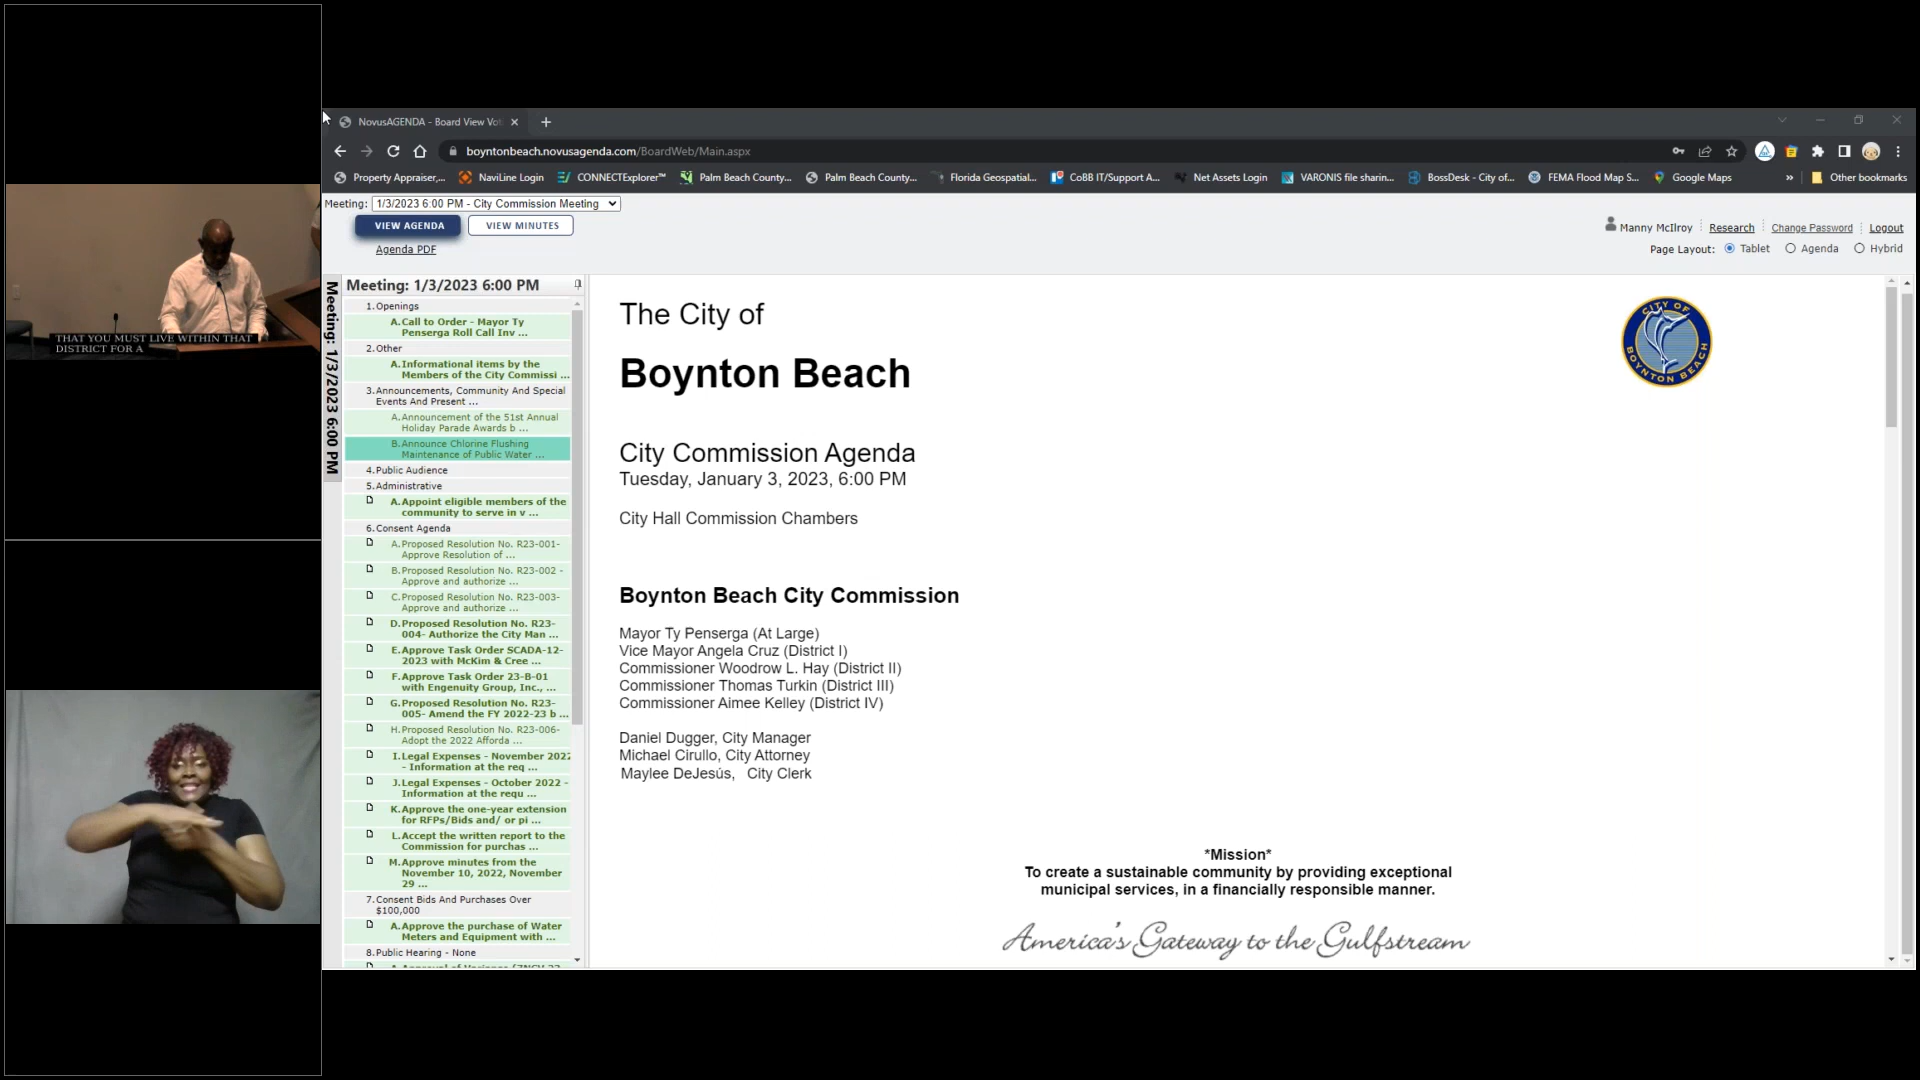 THAT YOU MUST LIVE WITHIN THAT
DISTRICT FOR A
NovusAGENDA - Board View Vot
boyntonbeach.novusagenda.com/BoardWeb/Main.aspx
Property Appraiser,... NaviLine Login CONNECTExplorer™ Palm Beach County... Palm Beach County... Florida Geospatial... CoBB IT/Support A... Net Assets Login VARONIS file sharin... BossDesk - City of... FEMA Flood Map S... Google Maps » Other bookmarks
Meeting: 1/3/2023 6:00 PM - City Commission Meeting
VIEW AGENDA VIEW MINUTES
Agenda PDF
Manny McIlroy Research Change Password Logout
Page Layout: Tablet Agenda Hybrid
Meeting: 1/3/2023 6:00 PM
Meeting: 1/3/2023 6:00 PM
1.Openings
A.Call to Order - Mayor Ty
Penserga Roll Call Inv ...
2.Other
A.Informational items by the
Members of the City Commissi ...
3.Announcements, Community And Special
Events And Present ...
A.Announcement of the 51st Annual
Holiday Parade Awards b ...
B.Announce Chlorine Flushing
Maintenance of Public Water ...
4.Public Audience
5.Administrative
A.Appoint eligible members of the
community to serve in v ...
6.Consent Agenda
A.Proposed Resolution No. R23-001-
Approve Resolution of ...
B.Proposed Resolution No. R23-002 -
Approve and authorize ...
C.Proposed Resolution No. R23-003-
Approve and authorize ...
D.Proposed Resolution No. R23-
004- Authorize the City Man ...
E.Approve Task Order SCADA-12-
2023 with McKim & Cree ...
F.Approve Task Order 23-B-01
with Engenuity Group, Inc., ...
G.Proposed Resolution No. R23-
005- Amend the FY 2022-23 b ...
H.Proposed Resolution No. R23-006-
Adopt the 2022 Afforda ...
I.Legal Expenses - November 2022
- Information at the req ...
J.Legal Expenses - October 2022 -
Information at the requ ...
K.Approve the one-year extension
for RFPs/Bids and/ or pi ...
L.Accept the written report to the
Commission for purchas ...
M.Approve minutes from the
November 10, 2022, November
29 ...
7.Consent Bids And Purchases Over
$100,000
A.Approve the purchase of Water
Meters and Equipment with ...
8.Public Hearing - None
The City of
Boynton Beach
CITY OF
BOYNTON BEACH
City Commission Agenda
Tuesday, January 3, 2023, 6:00 PM
City Hall Commission Chambers
Boynton Beach City Commission
Mayor Ty Penserga (At Large)
Vice Mayor Angela Cruz (District I)
Commissioner Woodrow L. Hay (District II)
Commissioner Thomas Turkin (District III)
Commissioner Aimee Kelley (District IV)
Daniel Dugger, City Manager
Michael Cirullo, City Attorney
Maylee DeJesús, City Clerk
*Mission*
To create a sustainable community by providing exceptional
municipal services, in a financially responsible manner.
America's Gateway to the Gulfstream